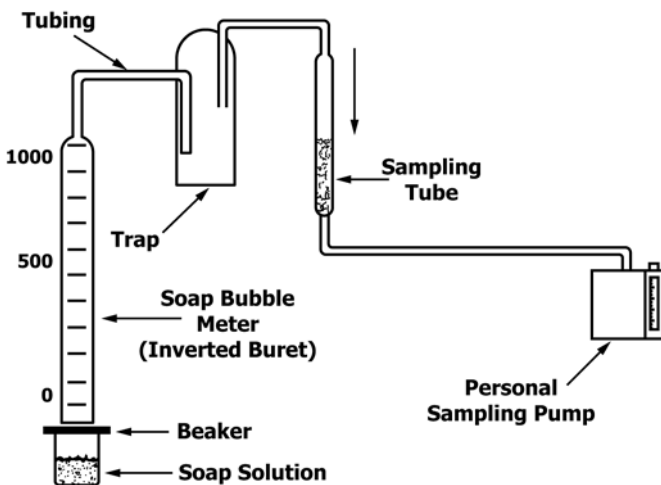 Tubing
1000
Sampling
Tube
Trap
500
Soap Bubble
Meter
(Inverted Buret)
0
Personal
Sampling Pump
Beaker
Soap Solution